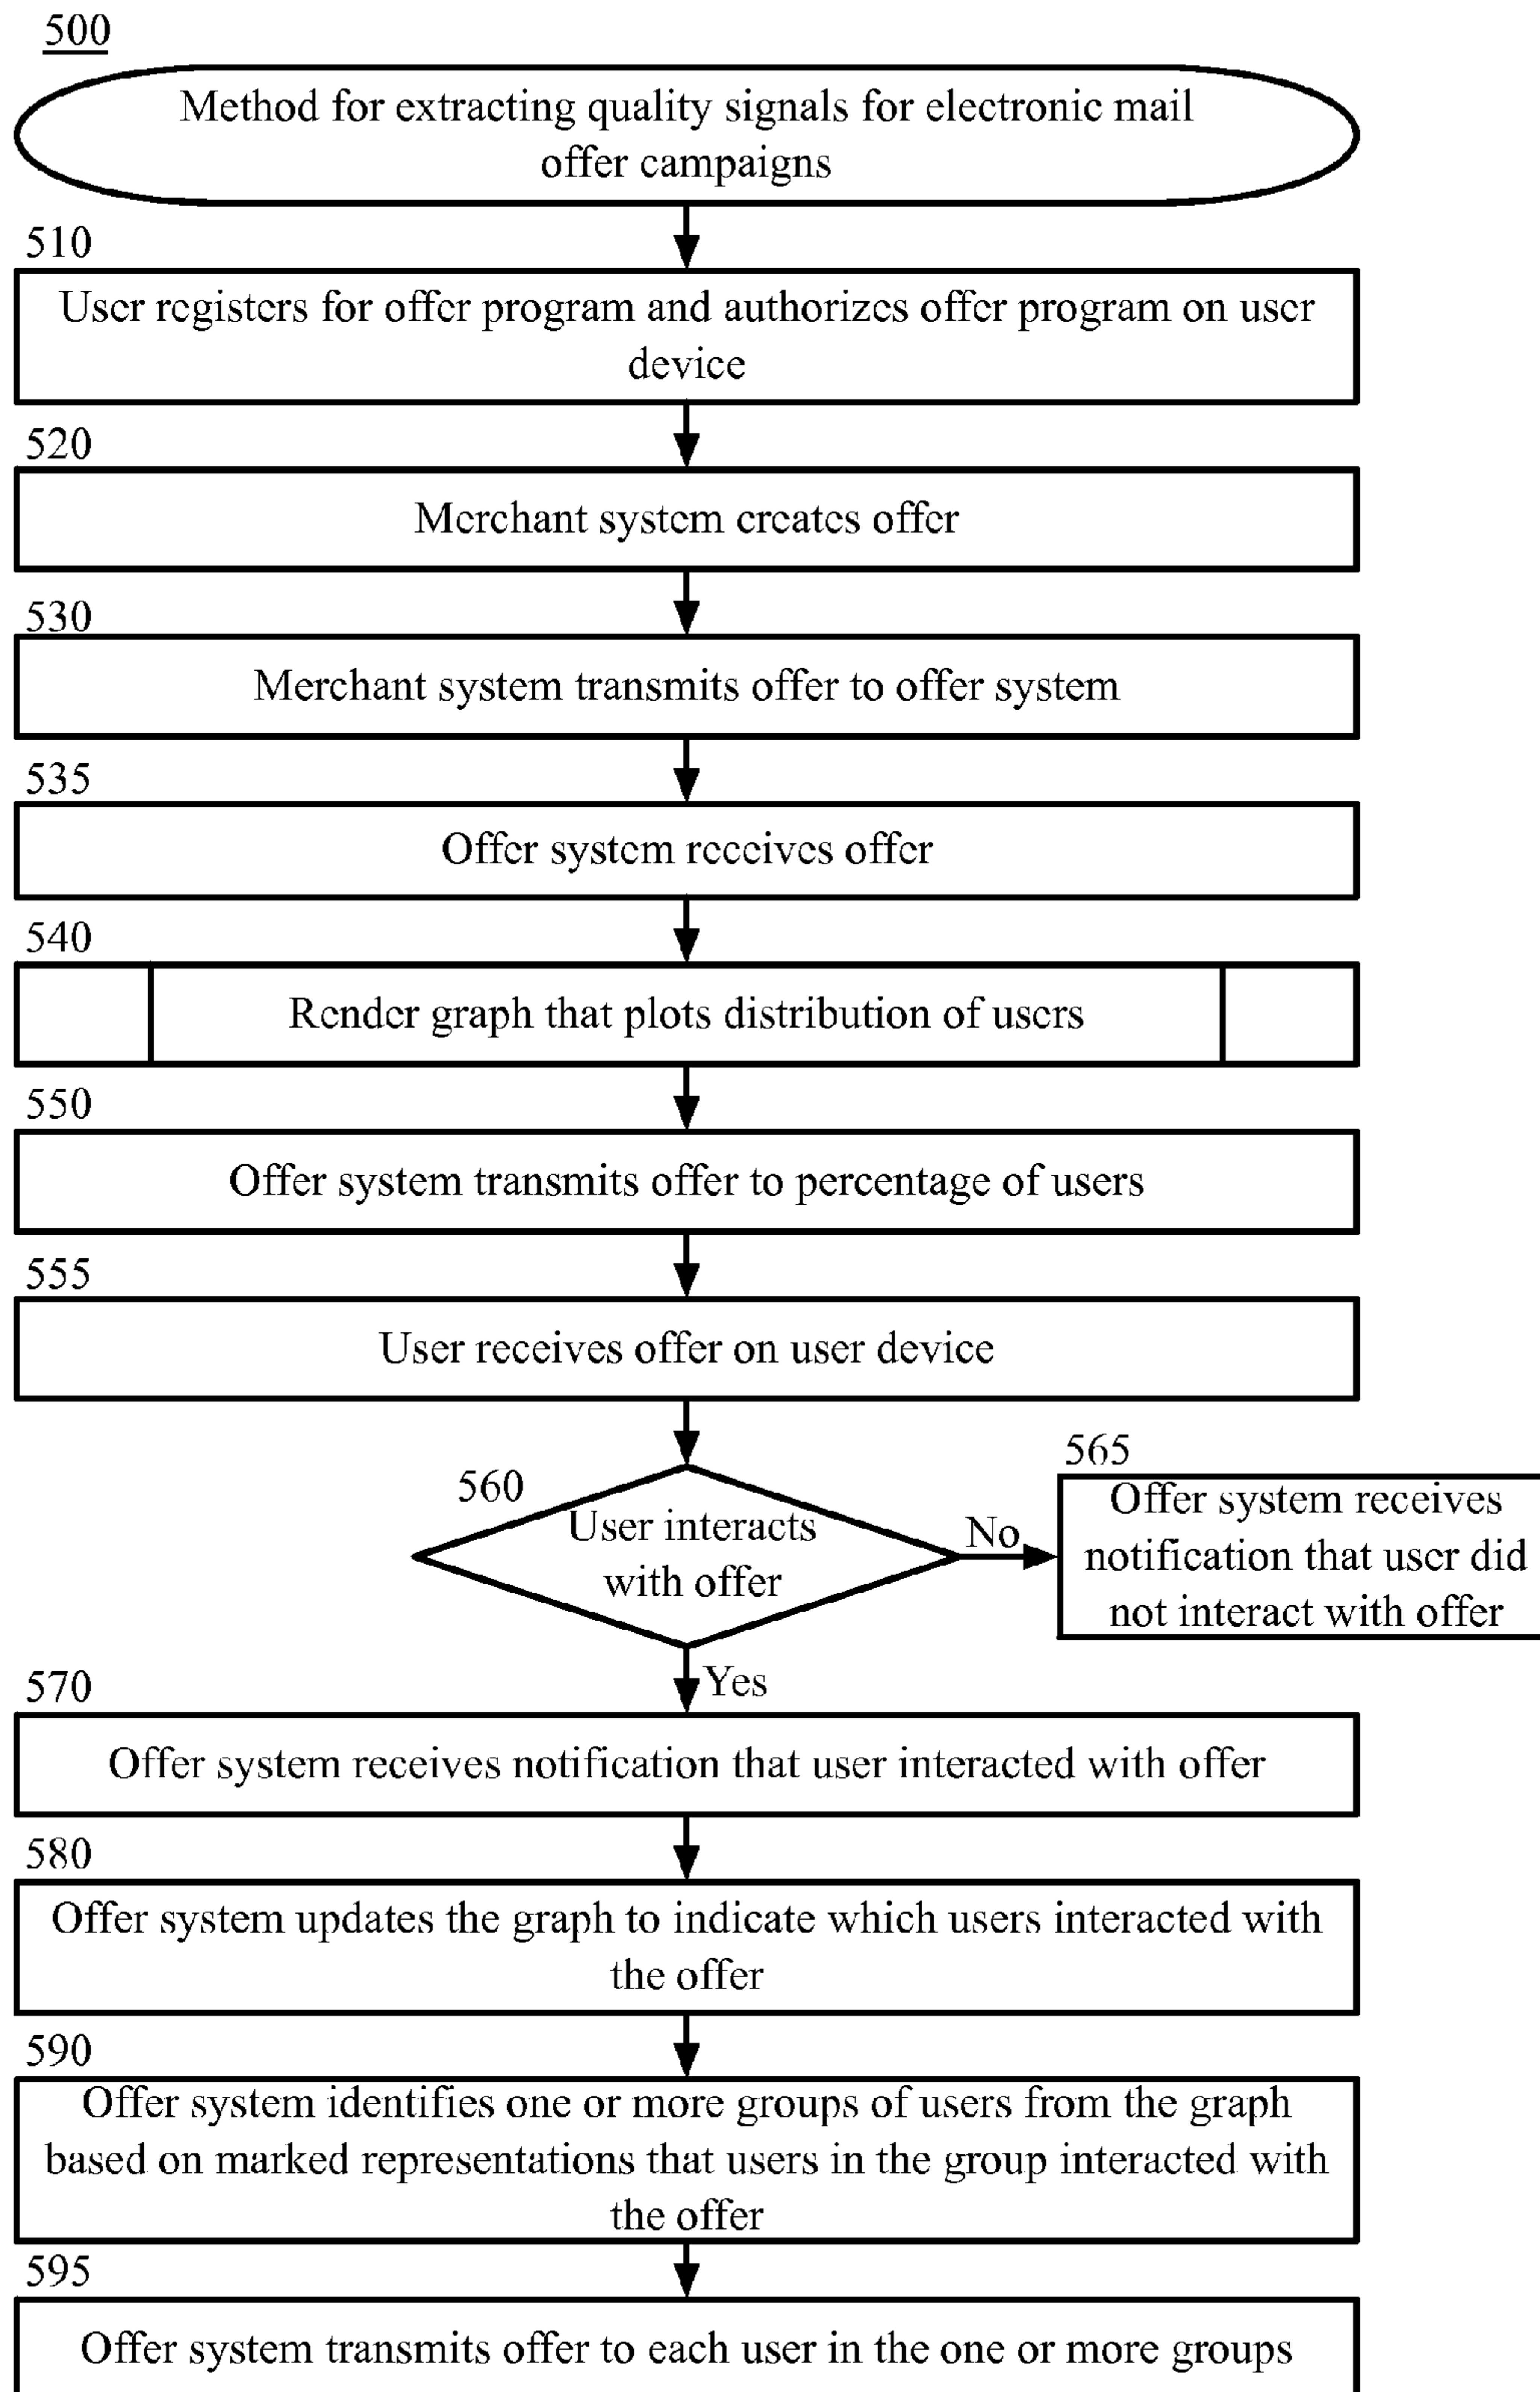 500
Method for extracting quality signals for electronic mail
offer campaigns
510
User registers for offer program and authorizes offer program on user
device
520
Merchant system creates offer
530
Merchant system transmits offer to offer system
535
Offer system receives offer
540
Render graph that plots distribution of users
550
Offer system transmits offer to percentage of users
555
User receives offer on user device
560
User interacts
with offer
No
565
Offer system receives
notification that user did
not interact with offer
Yes
570
Offer system receives notification that user interacted with offer
580
Offer system updates the graph to indicate which users interacted with
the offer
590
Offer system identifies one or more groups of users from the graph
based on marked representations that users in the group interacted with
the offer
595
Offer system transmits offer to each user in the one or more groups